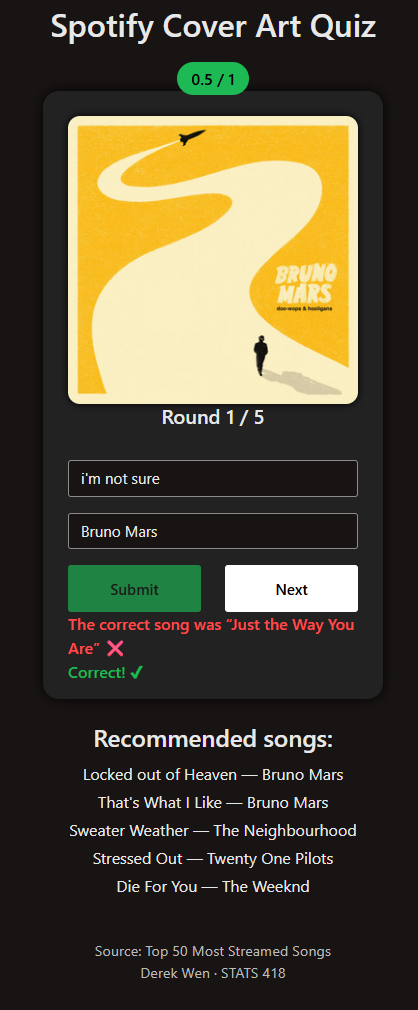 Spotify Cover Art Quiz
0.5 / 1
BRUNO
MARS
doo-wops & hooligans
Round 1 / 5
i'm not sure
Bruno Mars
Submit
Next
The correct song was “Just the Way You
Are” ❌
Correct! ✔
Recommended songs:
Locked out of Heaven — Bruno Mars
That's What I Like — Bruno Mars
Sweater Weather — The Neighbourhood
Stressed Out — Twenty One Pilots
Die For You — The Weeknd
Source: Top 50 Most Streamed Songs
Derek Wen · STATS 418